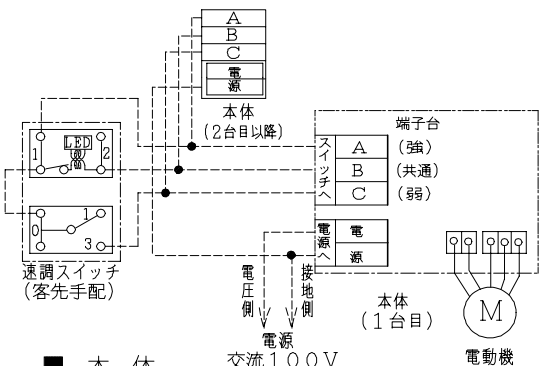 A
B
C
電
源
本体
(2台目以降)
端子台
スイッチへ
A (強)
B (共通)
C (弱)
LED
1 2
0 1
3
速調スイッチ
(客先手配)
電源へ
電
源
電圧側
接地側
電源
交流100V
本体
(1台目)
M
電動機
■ 本 体